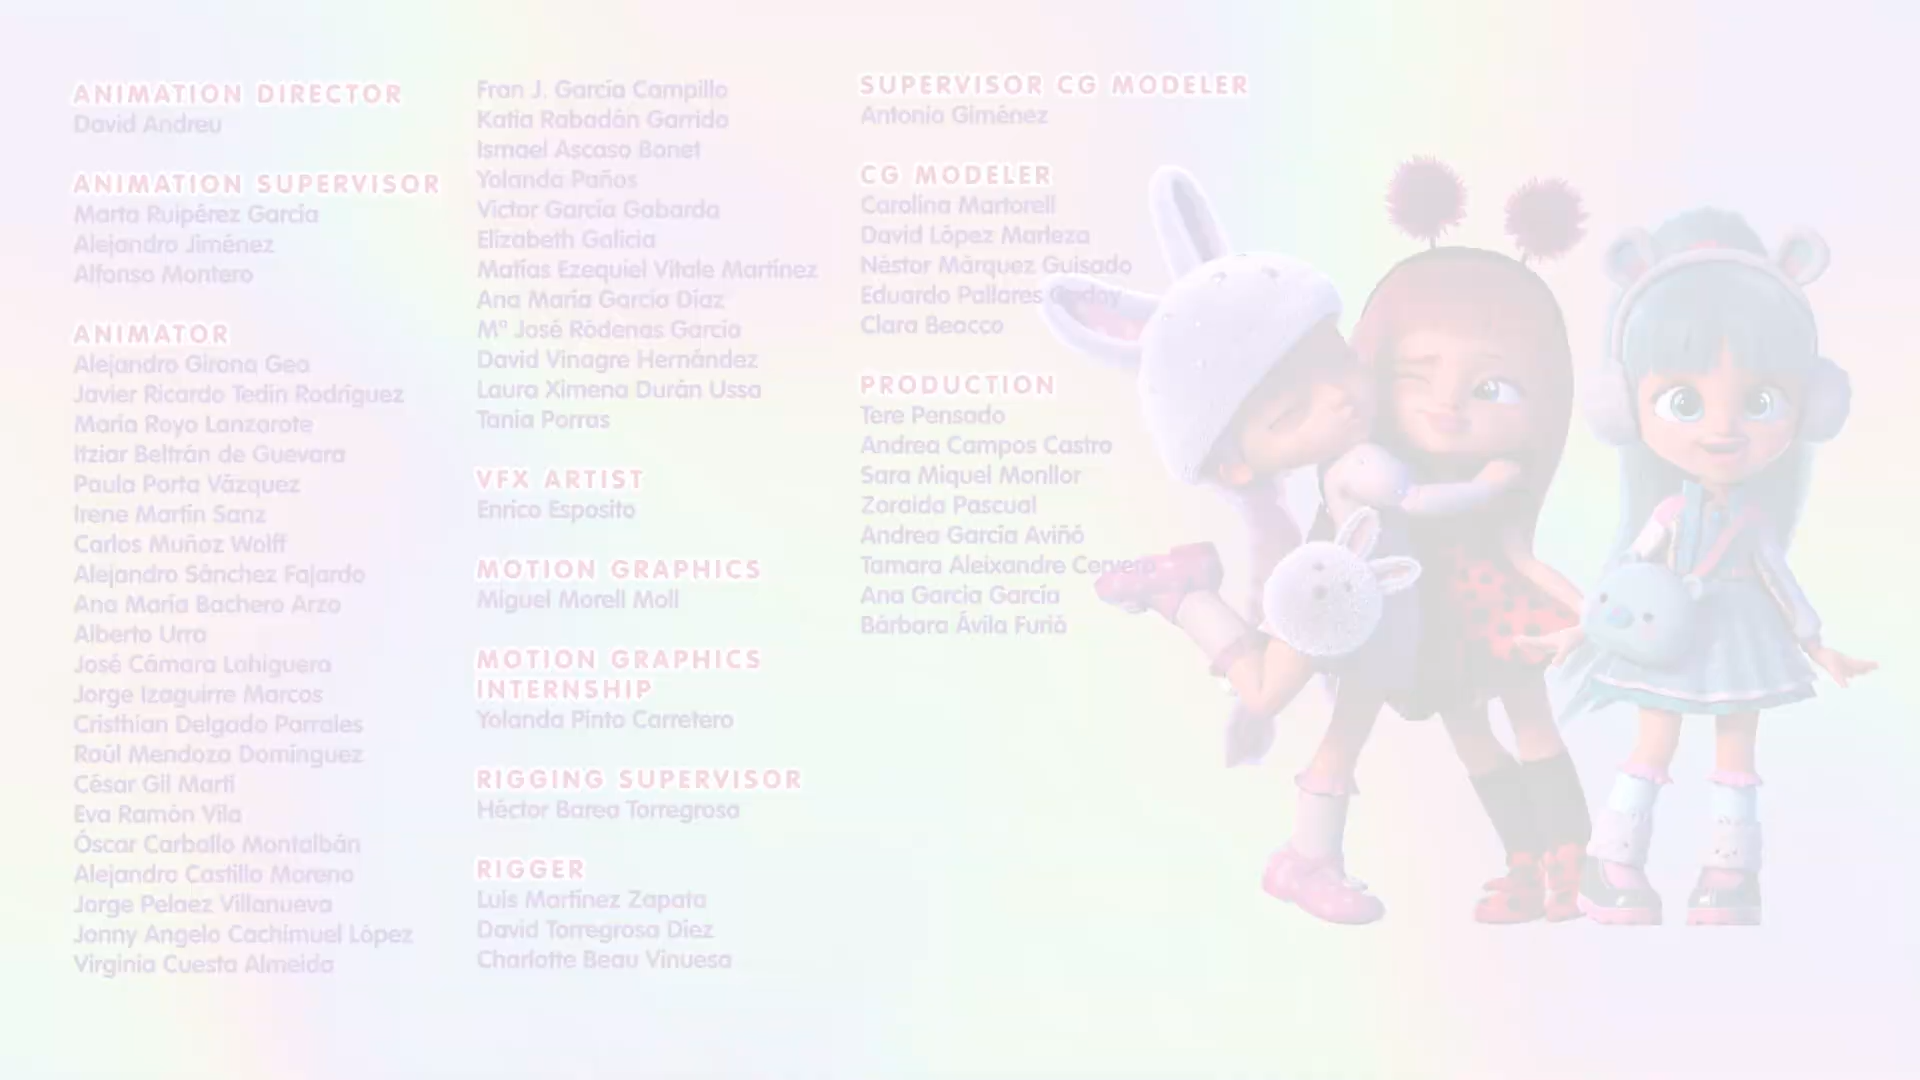 ANIMATION DIRECTOR
David Andreu
ANIMATION SUPERVISOR
Marta Ruipérez García
Alejandro Jiménez
Alfonso Montero
ANIMATOR
Alejandro Girona Gea
Javier Ricardo Tedín Rodríguez
María Royo Lanzarote
Itziar Beltrán de Guevara
Paula Porta Vázquez
Irene Martín Sanz
Carlos Muñoz Wolff
Alejandro Sánchez Fajardo
Ana María Bachero Arzo
Alberto Urra
José Cámara Lahiguera
Jorge Izaguirre Marcos
Cristhian Delgado Parrales
Raúl Mendoza Domínguez
César Gil Martí
Eva Ramón Vila
Óscar Carballo Montalbán
Alejandro Castillo Moreno
Jorge Pelaez Villanueva
Jonny Angelo Cachimuel López
Virginia Cuesta Almeida
Fran J. García Campillo
Katia Rabadán Garrido
Ismael Ascaso Bonet
Yolanda Paños
Víctor García Gabarda
Elizabeth Galicia
Matías Ezequiel Vitale Martínez
Ana María García Díaz
Mª José Ródenas García
David Vinagre Hernández
Laura Ximena Durán Ussa
Tania Porras
VFX ARTIST
Enrico Esposito
MOTION GRAPHICS
Miguel Morell Moll
MOTION GRAPHICS
INTERNSHIP
Yolanda Pinto Carretero
RIGGING SUPERVISOR
Héctor Barea Torregrosa
RIGGER
Luis Martínez Zapata
David Torregrosa Díez
Charlotte Beau Vinuesa
SUPERVISOR CG MODELER
Antonio Giménez
CG MODELER
Carolina Martorell
David López Marleza
Néstor Márquez Guisado
Eduardo Pallares Godoy
Clara Beacco
PRODUCTION
Tere Pensado
Andrea Campos Castro
Sara Miquel Monllor
Zoraida Pascual
Andrea García Aviñó
Tamara Aleixandre Cervero
Ana García García
Bárbara Ávila Furió